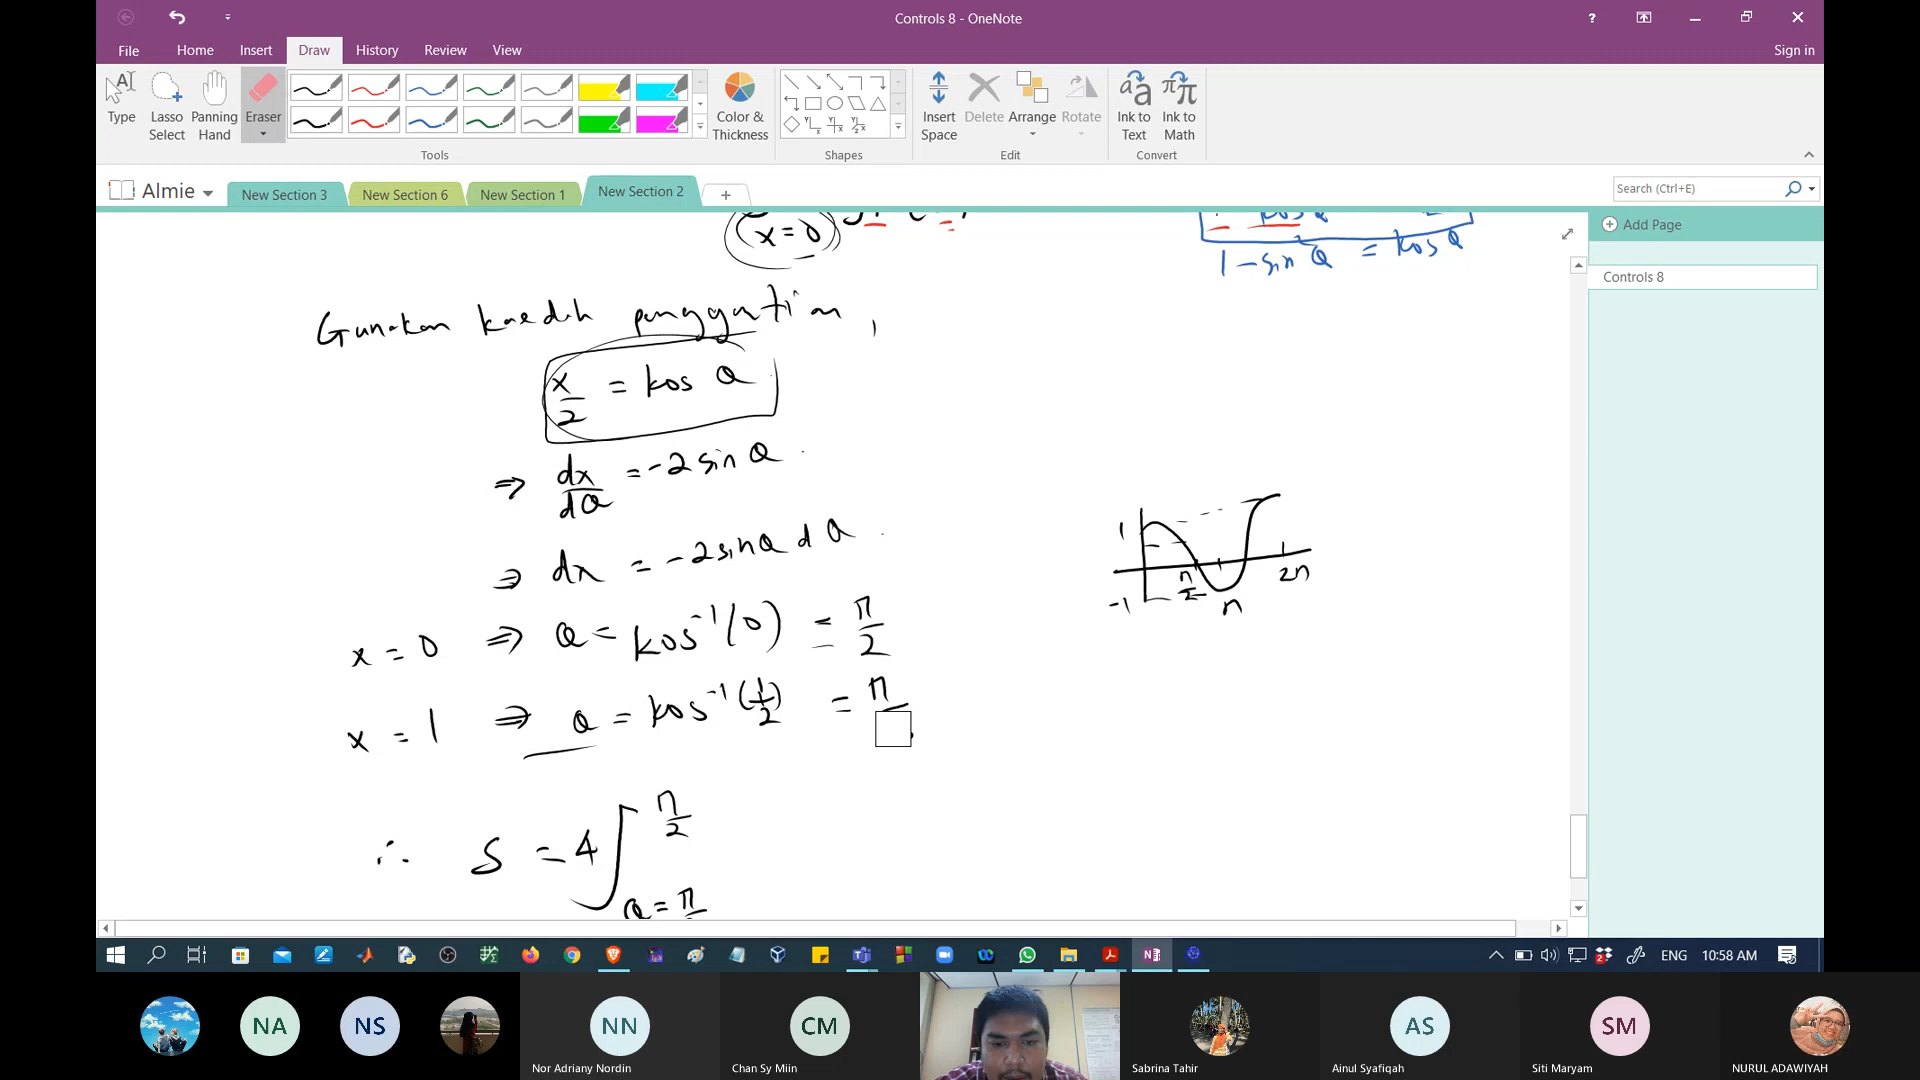 Controls 8 - OneNote
?
File Home Insert Draw History Review View Sign in
Type Lasso Select Panning Hand Eraser Color & Thickness Insert Space Delete Arrange Rotate Ink to Text Ink to Math
Tools Shapes Edit Convert
Almie New Section 3 New Section 6 New Section 1 New Section 2 + Search (Ctrl+E)
Add Page
Controls 8
(x = 0)
1 - sin θ = kos θ
Gunakan kaedah penggantian,
x/2 = kos θ
⇒ dx/dθ = -2 sin θ
⇒ dx = -2 sin θ d θ
x = 0 ⇒ θ = kos⁻¹(0) = π/2
x = 1 ⇒ θ = kos⁻¹(1/2) = π
∴ S = 4 ∫ π/2
θ = π
1
-1
π/2
π
2π
ENG 10:58 AM
NA NS NN CM AS SM
Nor Adriany Nordin Chan Sy Miin Sabrina Tahir Ainul Syafiqah Siti Maryam NURUL ADAWIYAH